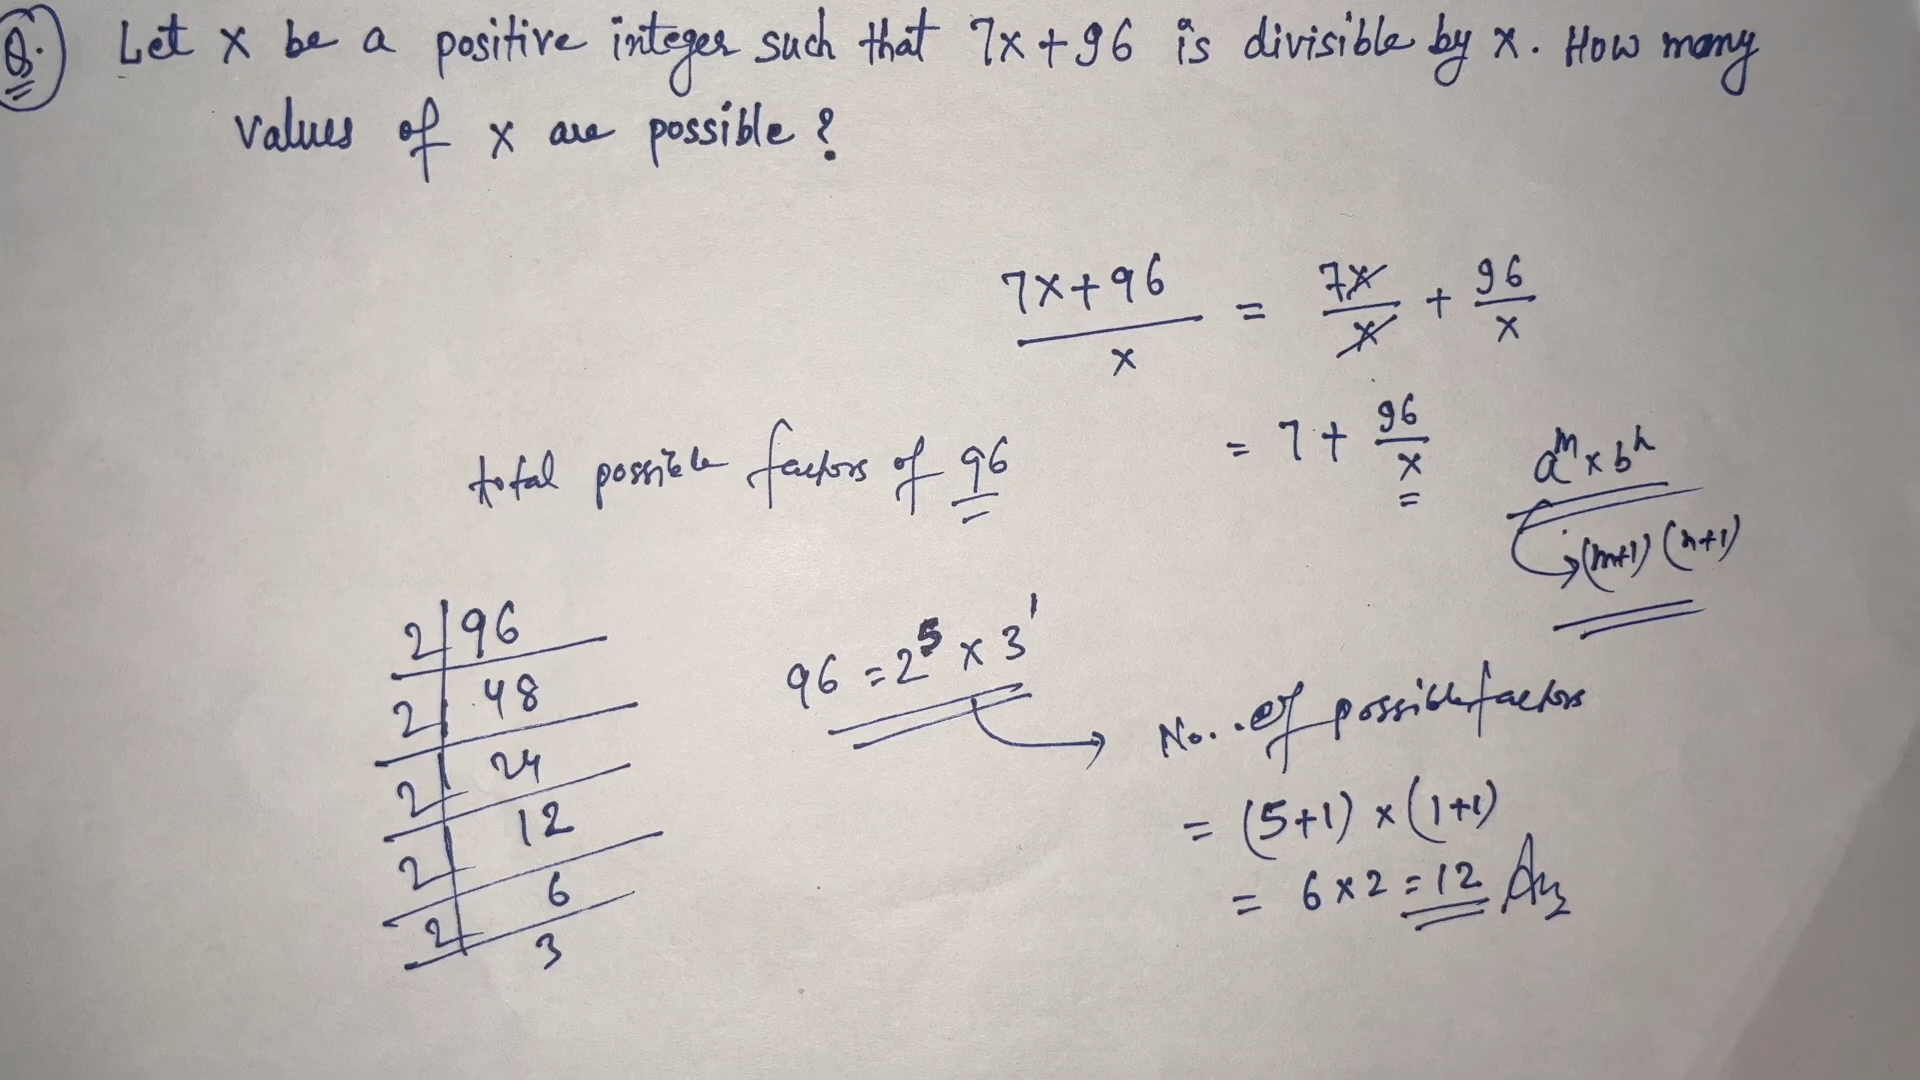 Q. Let x be a positive integer such that 7x+96 is divisible by x. How many
values of x are possible?
7x+96 / x = 7x/x + 96/x
= 7 + 96/x
total possible factors of 96
a^m x b^n
(m+1) (n+1)
2 | 96
2 | 48
2 | 24
2 | 12
2 | 6
3
96 = 2^5 x 3^1
No. of possible factors
= (5+1) x (1+1)
= 6 x 2 = 12 Ans